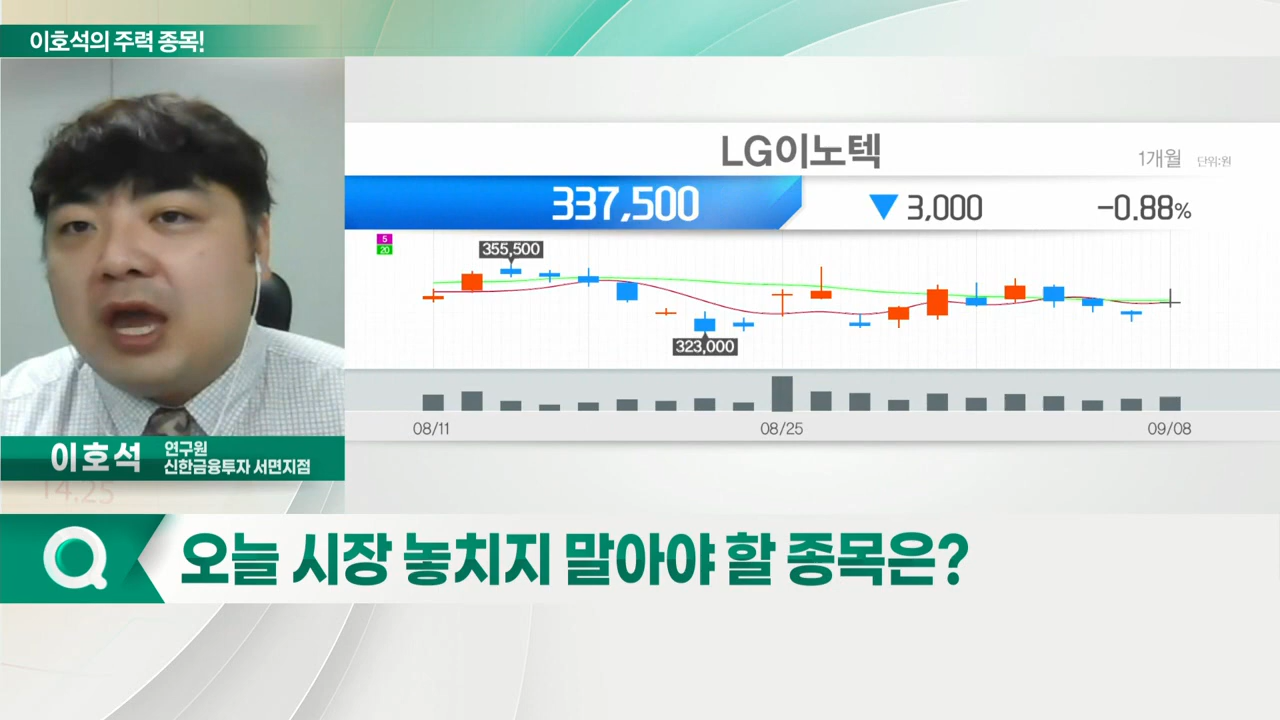 이호석의 주력 종목!
LG이노텍
1개월 단위:원
337,500 ▼ 3,000 -0.88%
5
20
355,500
323,000
08/11 08/25 09/08
이호석 연구원
신한금융투자 서면지점
14.25
Q 오늘 시장 놓치지 말아야 할 종목은?